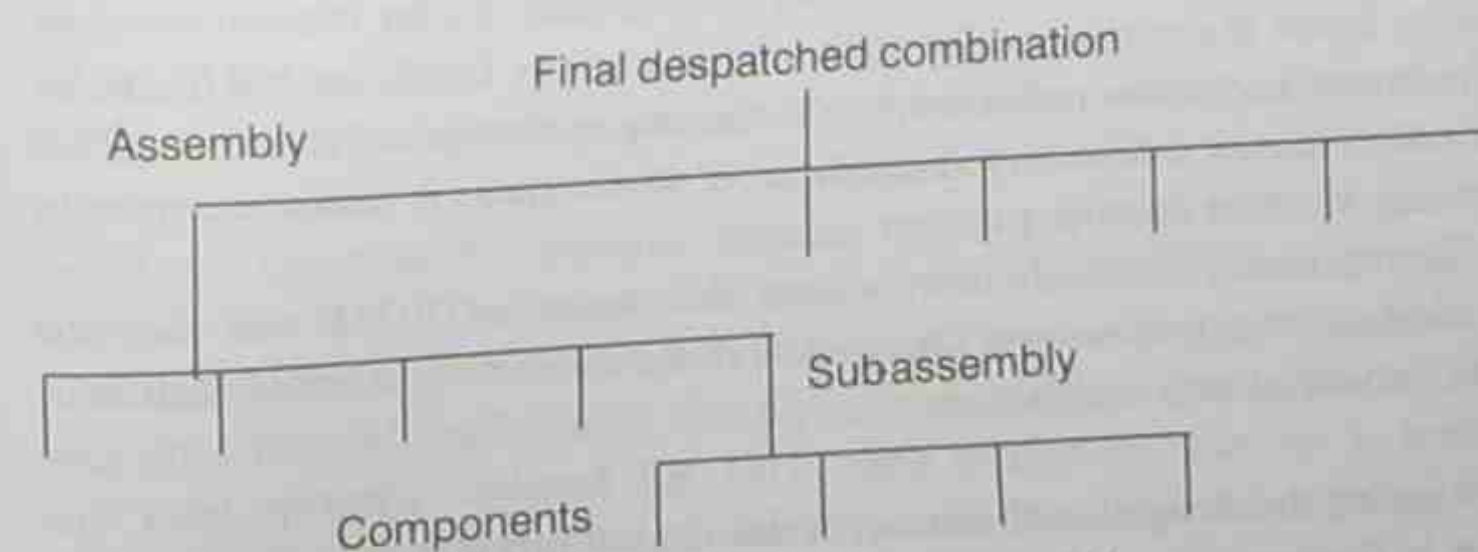 Final despatched combination
Assembly
Subassembly
Components